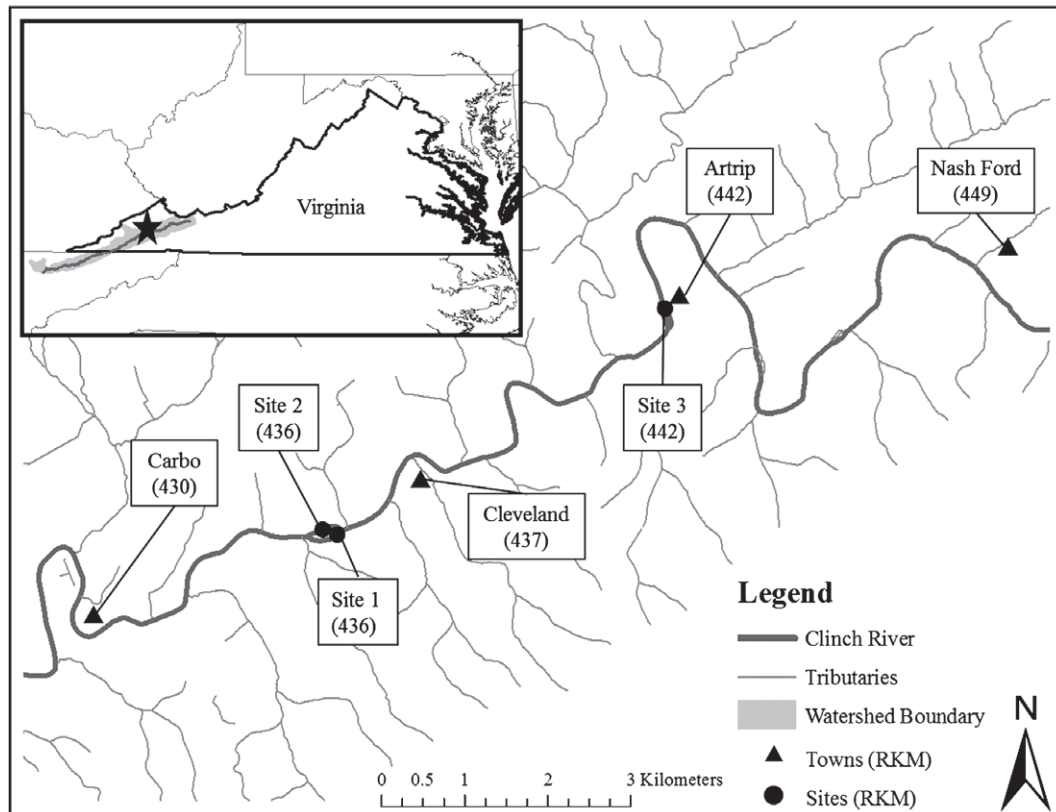 Virginia
Artrip
(442)
Nash Ford
(449)
Site 2
(436)
Site 3
(442)
Carbo
(430)
Cleveland
(437)
Site 1
(436)
Legend
Clinch River
Tributaries
Watershed Boundary
Towns (RKM)
Sites (RKM)
N
0 0.5 1 2 3 Kilometers